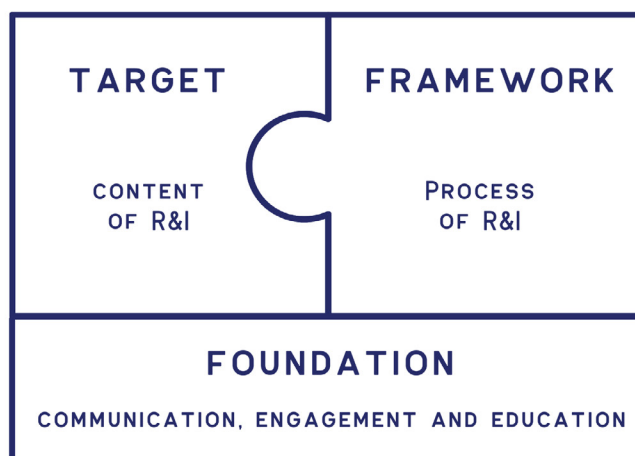 TARGET
FRAMEWORK
CONTENT
OF R&I
PROCESS
OF R&I
FOUNDATION
COMMUNICATION, ENGAGEMENT AND EDUCATION